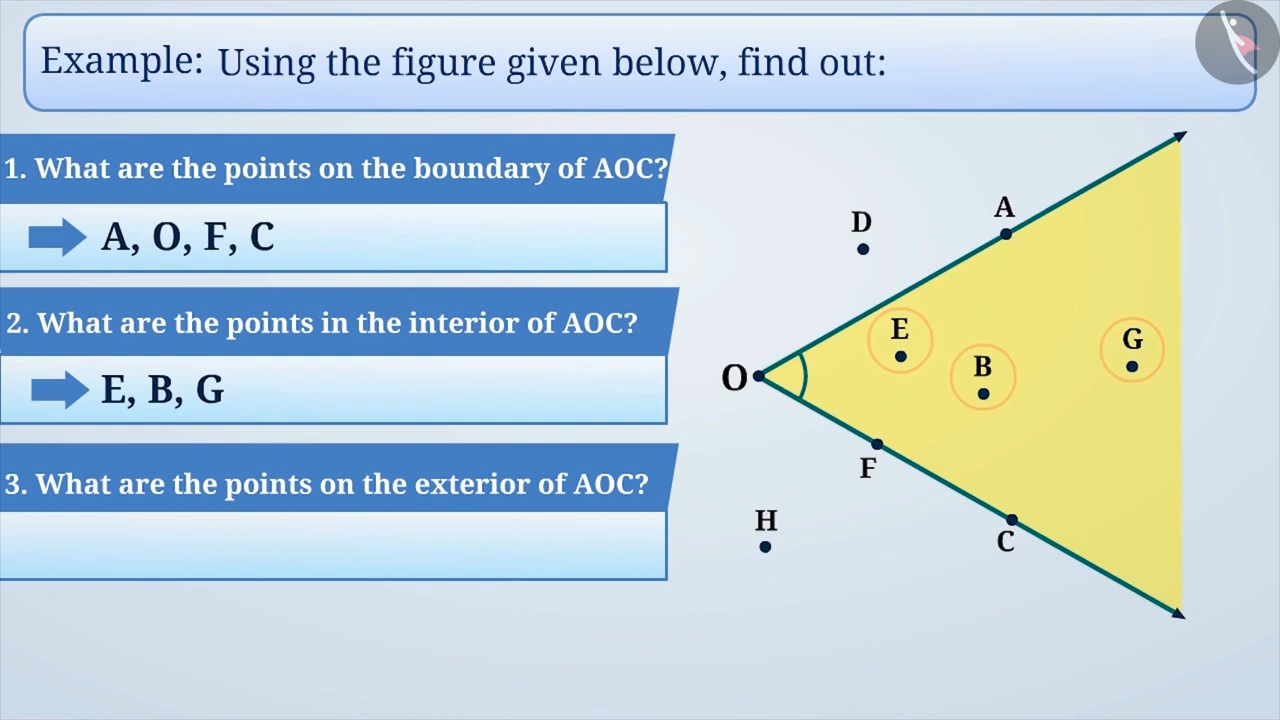 Example: Using the figure given below, find out:
1. What are the points on the boundary of AOC?
A, O, F, C
2. What are the points in the interior of AOC?
E, B, G
3. What are the points on the exterior of AOC?
A
D
E
G
B
O
F
H
C